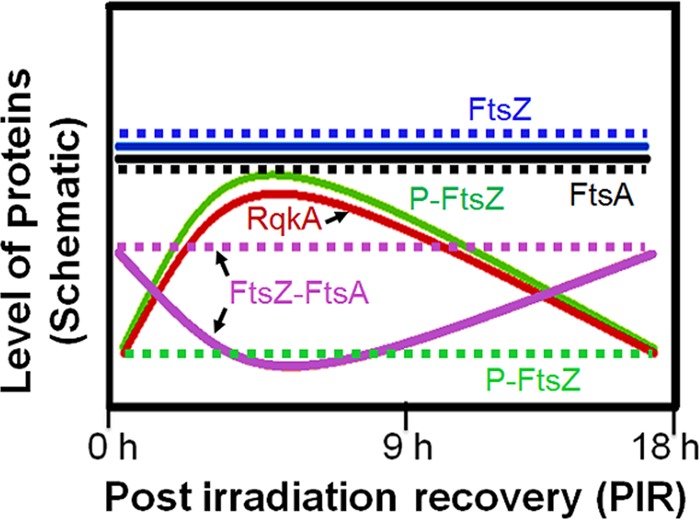 Level of proteins
(Schematic)
FtsZ
FtsA
P-FtsZ
RqkA
FtsZ-FtsA
P-FtsZ
0 h
9 h
18 h
Post irradiation recovery (PIR)